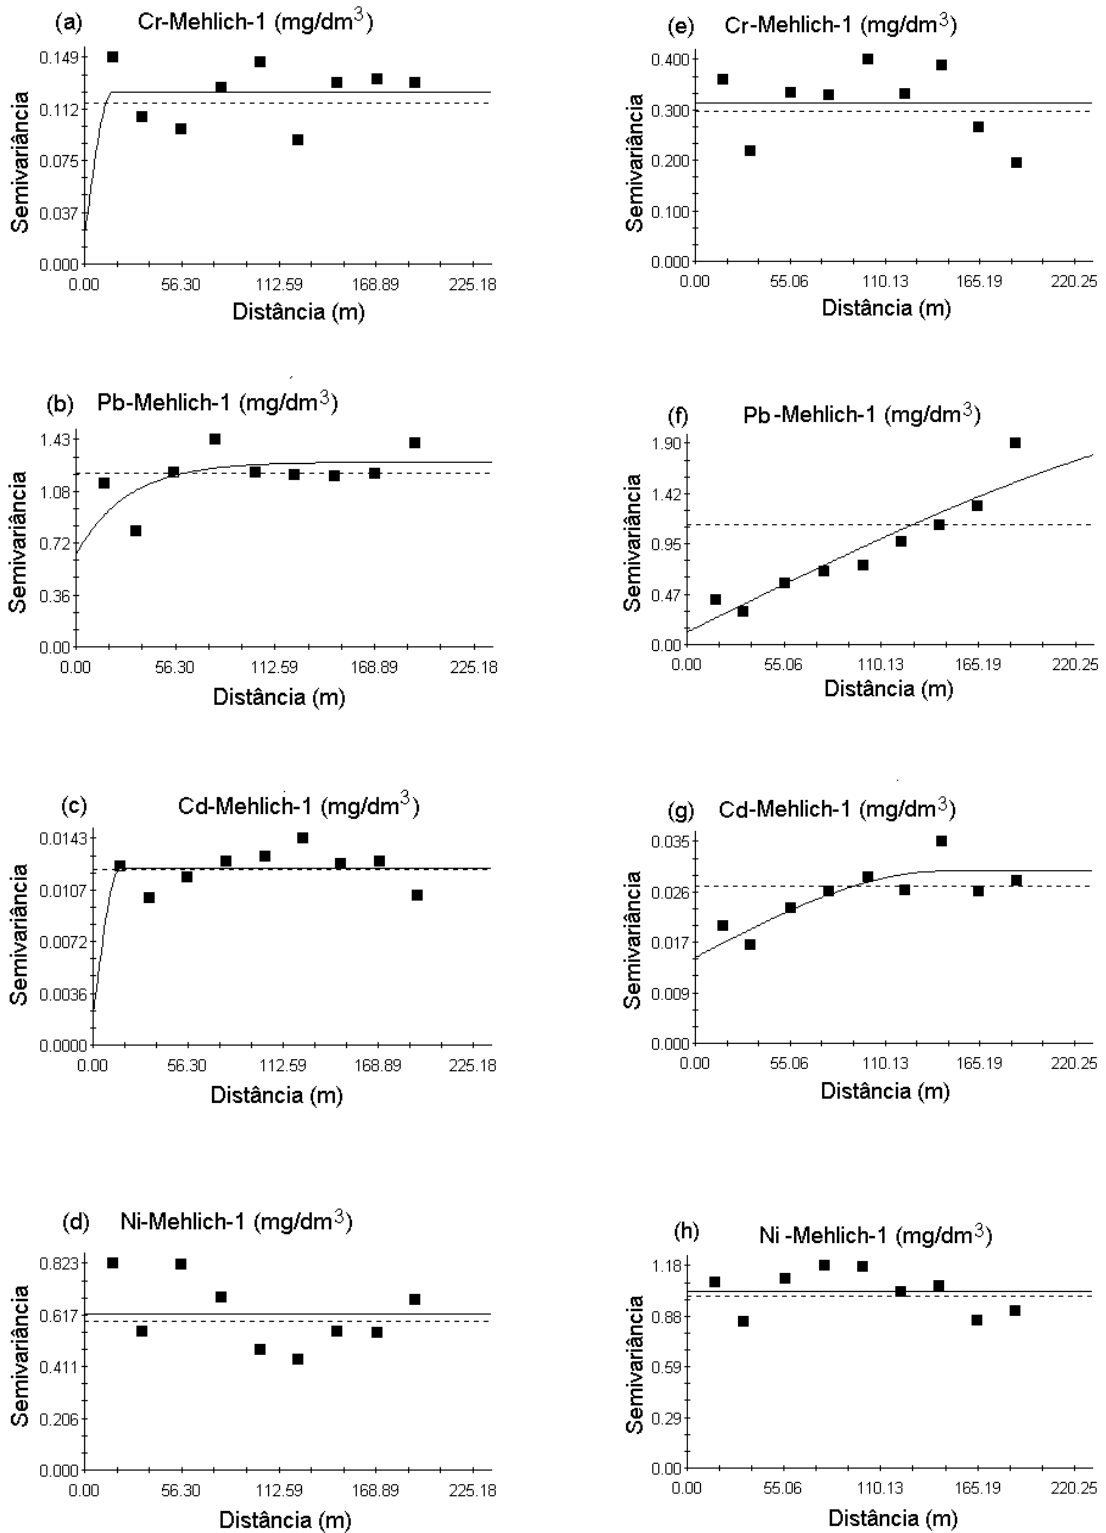 (a) Cr-Mehlich-1 (mg/dm3)
Semivariância
0.149
0.112
0.075
0.037
0.000
0.00 56.30 112.59 168.89 225.18
Distância (m)
(e) Cr-Mehlich-1 (mg/dm3)
Semivariância
0.400
0.300
0.200
0.100
0.000
0.00 55.06 110.13 165.19 220.25
Distância (m)
(b) Pb-Mehlich-1 (mg/dm3)
Semivariância
1.43
1.08
0.72
0.36
0.00
0.00 56.30 112.59 168.89 225.18
Distância (m)
(f) Pb-Mehlich-1 (mg/dm3)
Semivariância
1.90
1.42
0.95
0.47
0.00
0.00 55.06 110.13 165.19 220.25
Distância (m)
(c) Cd-Mehlich-1 (mg/dm3)
Semivariância
0.0143
0.0107
0.0072
0.0036
0.0000
0.00 56.30 112.59 168.89 225.18
Distância (m)
(g) Cd-Mehlich-1 (mg/dm3)
Semivariância
0.035
0.026
0.017
0.009
0.000
0.00 55.06 110.13 165.19 220.25
Distância (m)
(d) Ni-Mehlich-1 (mg/dm3)
Semivariância
0.823
0.617
0.411
0.206
0.000
0.00 56.30 112.59 168.89 225.18
Distância (m)
(h) Ni -Mehlich-1 (mg/dm3)
Semivariância
1.18
0.88
0.59
0.29
0.00
0.00 55.06 110.13 165.19 220.25
Distância (m)